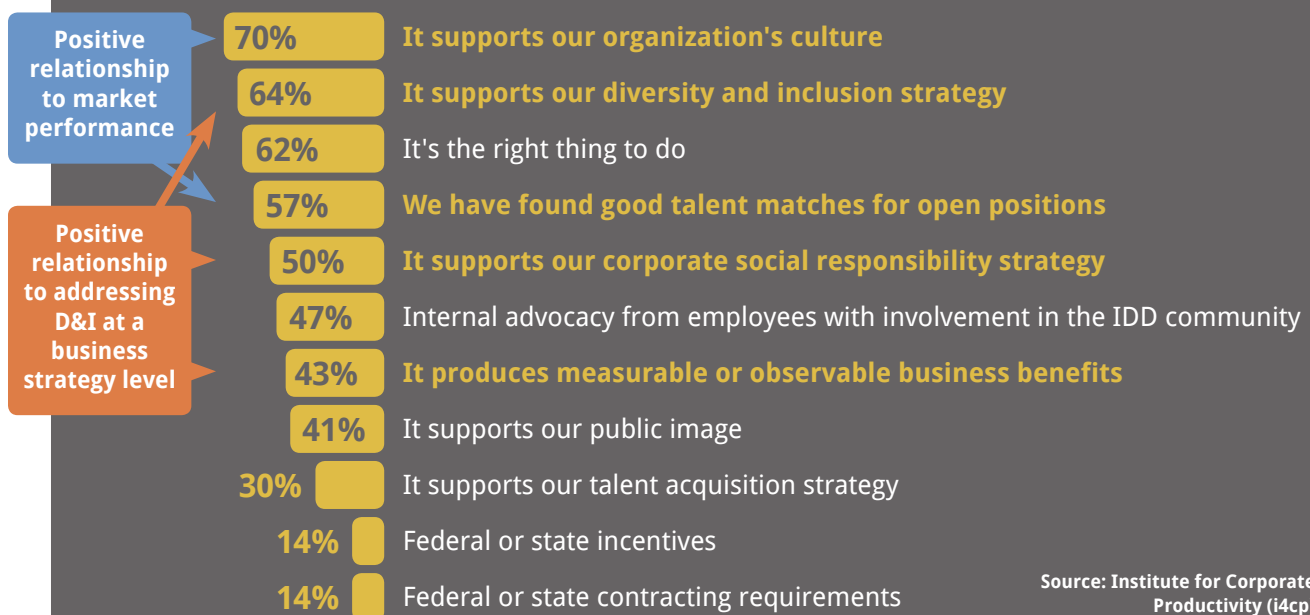 Positive
relationship
to market
performance
Positive
relationship
to addressing
D&I at a
business
strategy level
70% It supports our organization's culture
64% It supports our diversity and inclusion strategy
62% It's the right thing to do
57% We have found good talent matches for open positions
50% It supports our corporate social responsibility strategy
47% Internal advocacy from employees with involvement in the IDD community
43% It produces measurable or observable business benefits
41% It supports our public image
30% It supports our talent acquisition strategy
14% Federal or state incentives
14% Federal or state contracting requirements
Source: Institute for Corporate
Productivity (i4cp